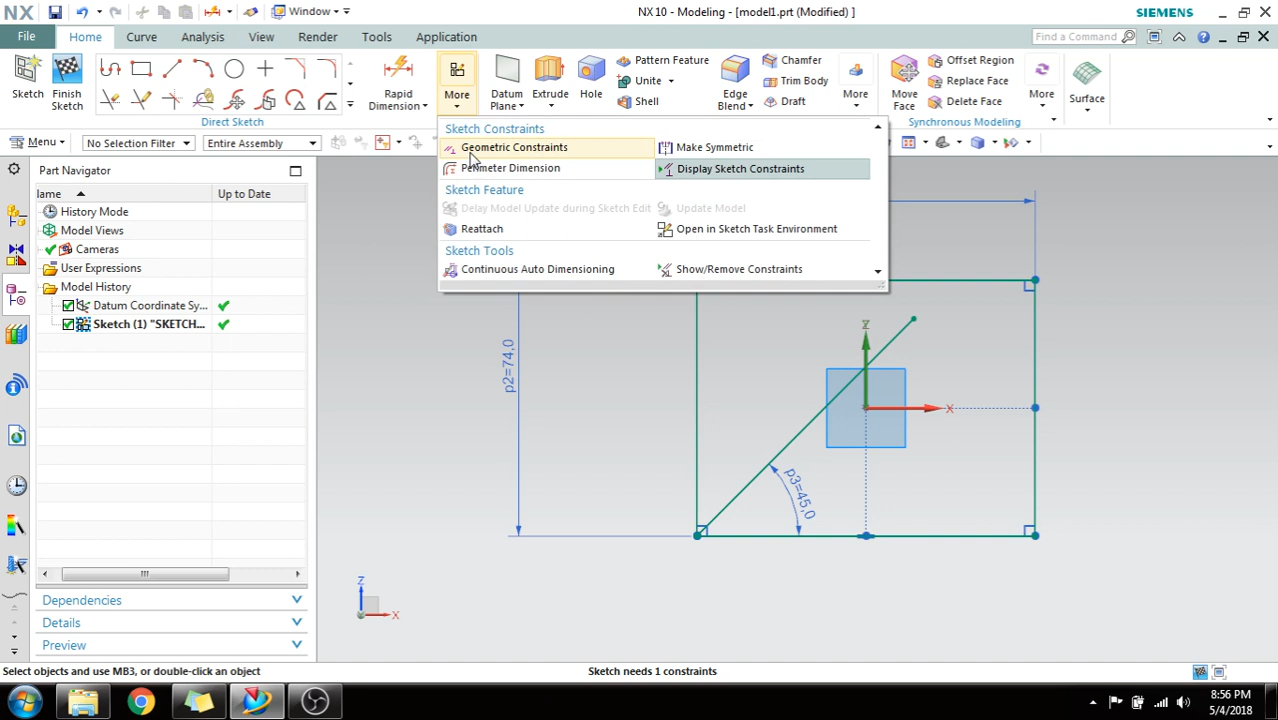 NX 10 - Modeling - [model1.prt (Modified) ]
SIEMENS
Window
File
Home
Curve
Analysis
View
Render
Tools
Application
Find a Command
Sketch
Finish Sketch
Direct Sketch
Rapid Dimension
More
Datum Plane
Extrude
Hole
Pattern Feature
Unite
Shell
Edge Blend
Chamfer
Trim Body
Draft
More
Move Face
Offset Region
Replace Face
Delete Face
Synchronous Modeling
More
Surface
Menu
No Selection Filter
Entire Assembly
Sketch Constraints
Geometric Constraints
Make Symmetric
Perimeter Dimension
Display Sketch Constraints
Sketch Feature
Delay Model Update during Sketch Edit
Update Model
Reattach
Open in Sketch Task Environment
Sketch Tools
Continuous Auto Dimensioning
Show/Remove Constraints
Part Navigator
lame
Up to Date
History Mode
Model Views
Cameras
User Expressions
Model History
Datum Coordinate Sy...
Sketch (1) "SKETCH...
Dependencies
Details
Preview
p2=74,0
p3=45,0
Z
X
Z
X
Select objects and use MB3, or double-click an object
Sketch needs 1 constraints
8:56 PM
5/4/2018